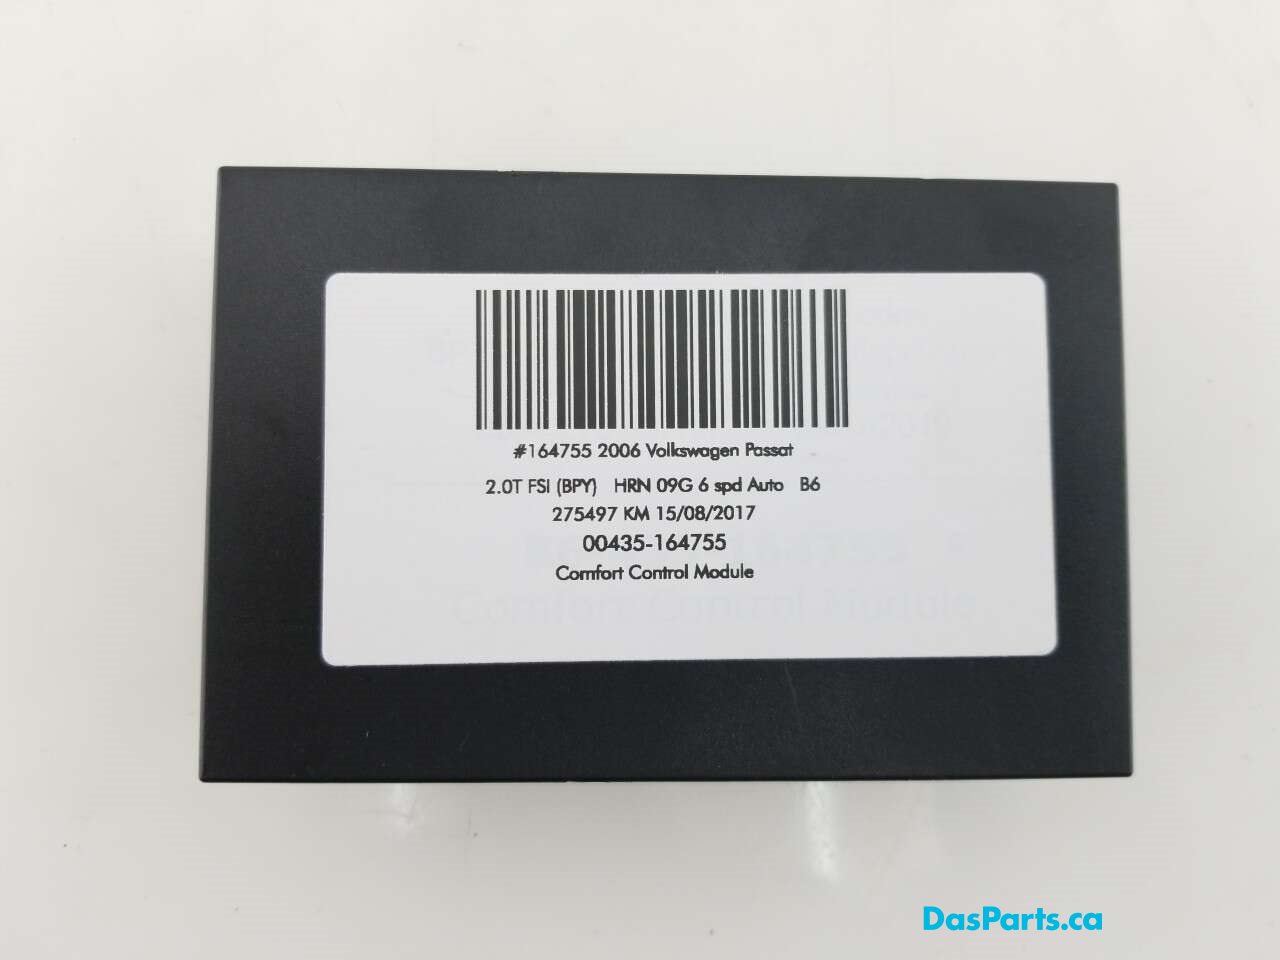 #164755 2006 Volkswagen Passat
2.0T FSI (BPY) HRN 09G 6 spd Auto B6
275497 KM 15/08/2017
00435-164755
Comfort Control Module
DasParts.ca